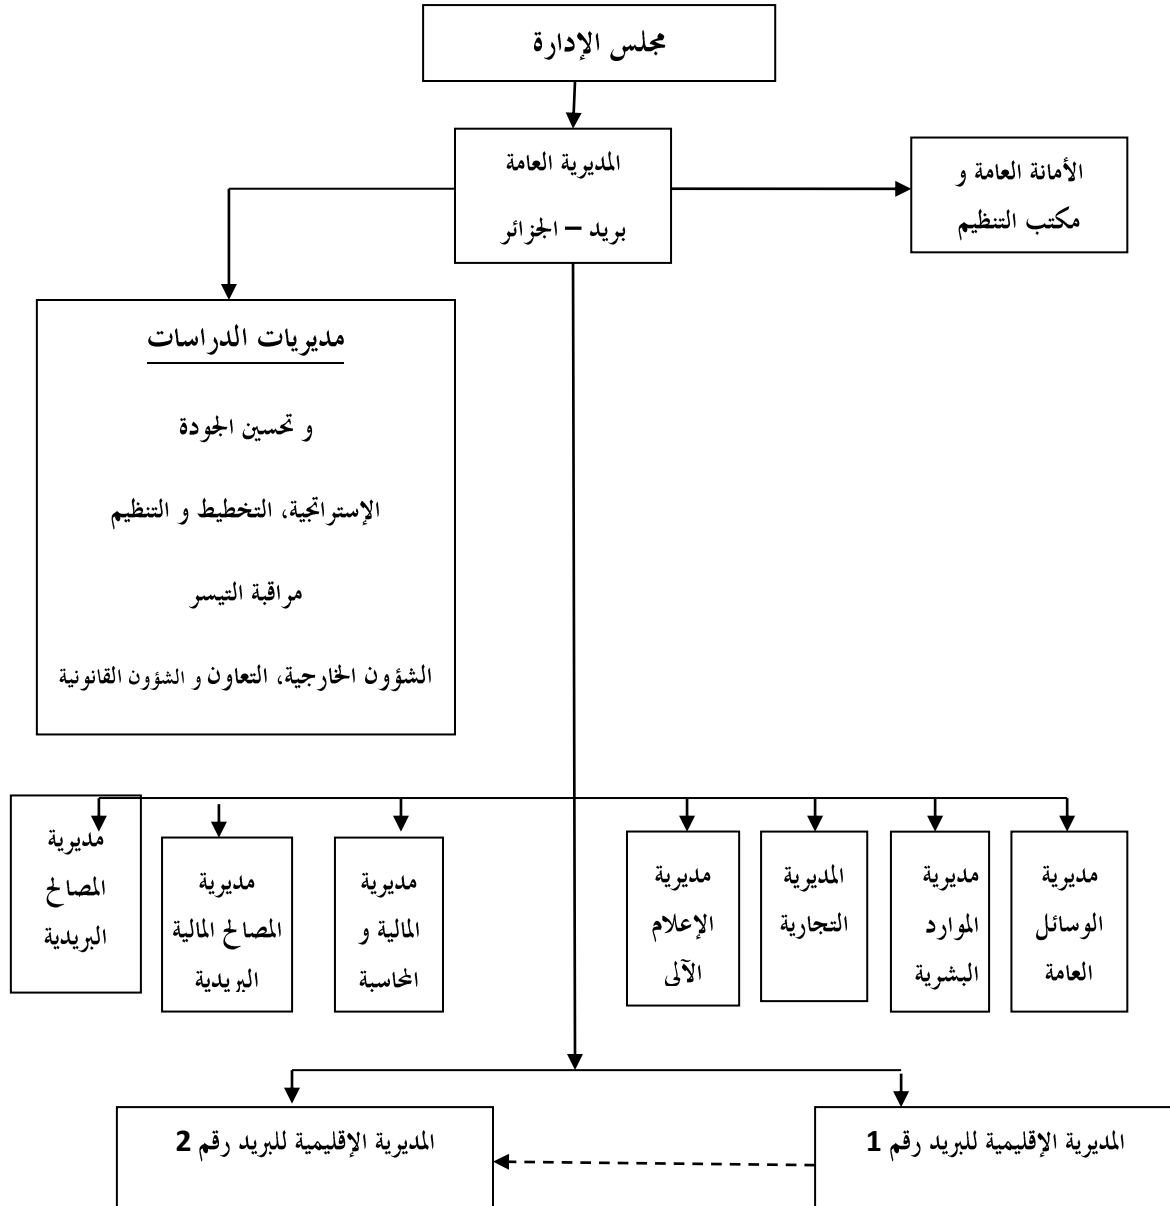 مجلس الإدارة
المديرية العامة
بريد – الجزائر
الأمانة العامة و
مكتب التنظيم
مديريات الدراسات
و تحسين الجودة
الإستراتجية، التخطيط و التنظيم
مراقبة التيسر
الشؤون الخارجية، التعاون و الشؤون القانونية
مديرية
الوسائل
العامة
مديرية
الموارد
البشرية
المديرية
التجارية
مديرية
الإعلام
الآلى
مديرية
المالية و
المحاسبة
مديرية
المصالح المالية
البريدية
مديرية
المصالح
البريدية
المديرية الإقليمية للبريد رقم 1
المديرية الإقليمية للبريد رقم 2